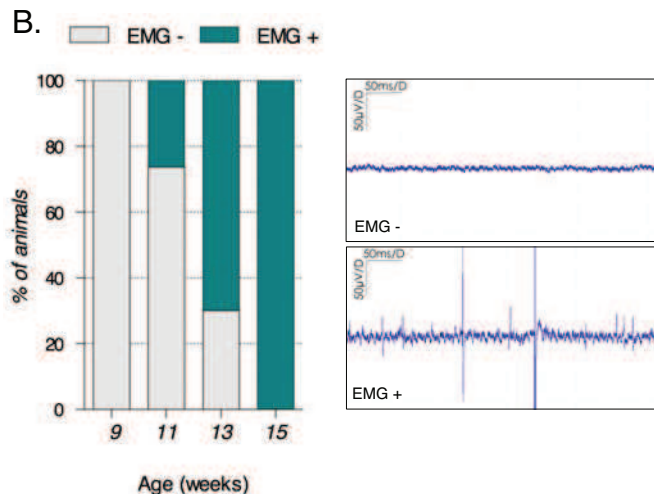 B.
EMG - EMG +
% of animals
100
80
60
40
20
0
9 11 13 15
Age (weeks)
50ms/D
50µV/D
EMG -
50ms/D
50µV/D
EMG +